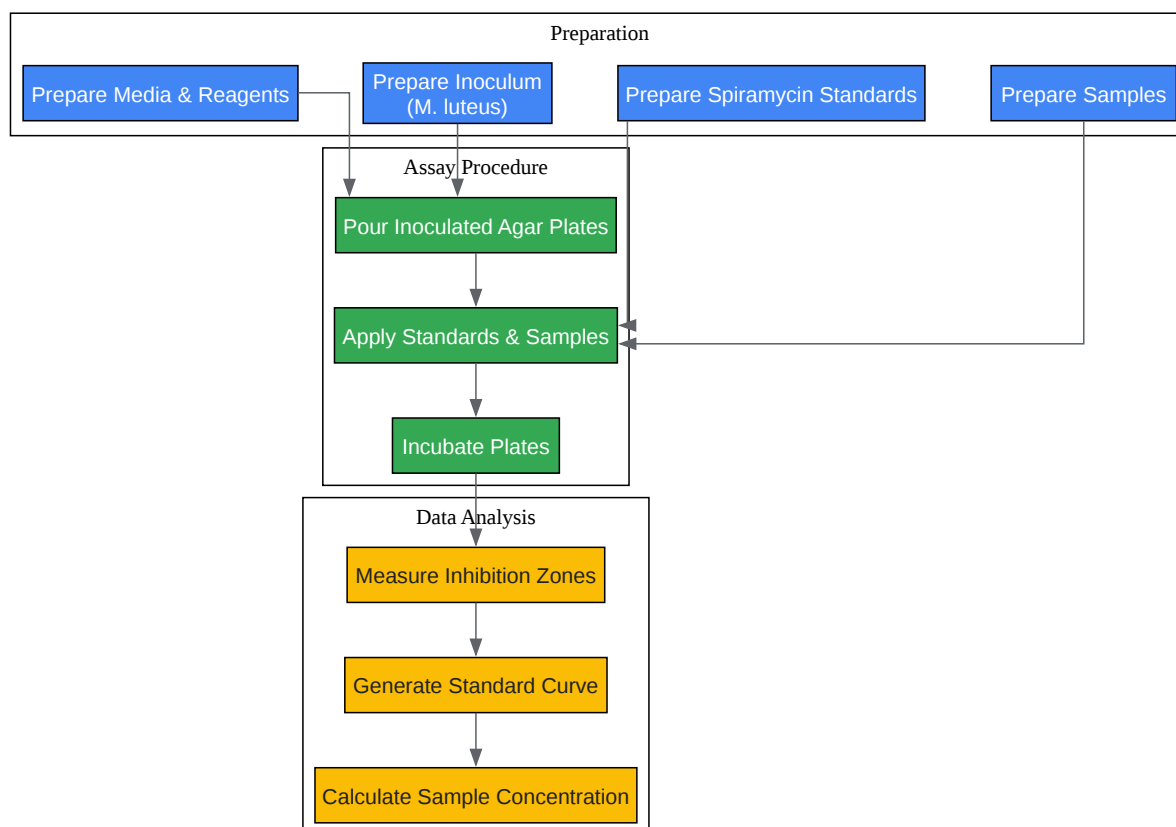 Preparation
Prepare Media & Reagents
Prepare Inoculum
(M. luteus)
Prepare Spiramycin Standards
Prepare Samples
Assay Procedure
Pour Inoculated Agar Plates
Apply Standards & Samples
Incubate Plates
Data Analysis
Measure Inhibition Zones
Generate Standard Curve
Calculate Sample Concentration